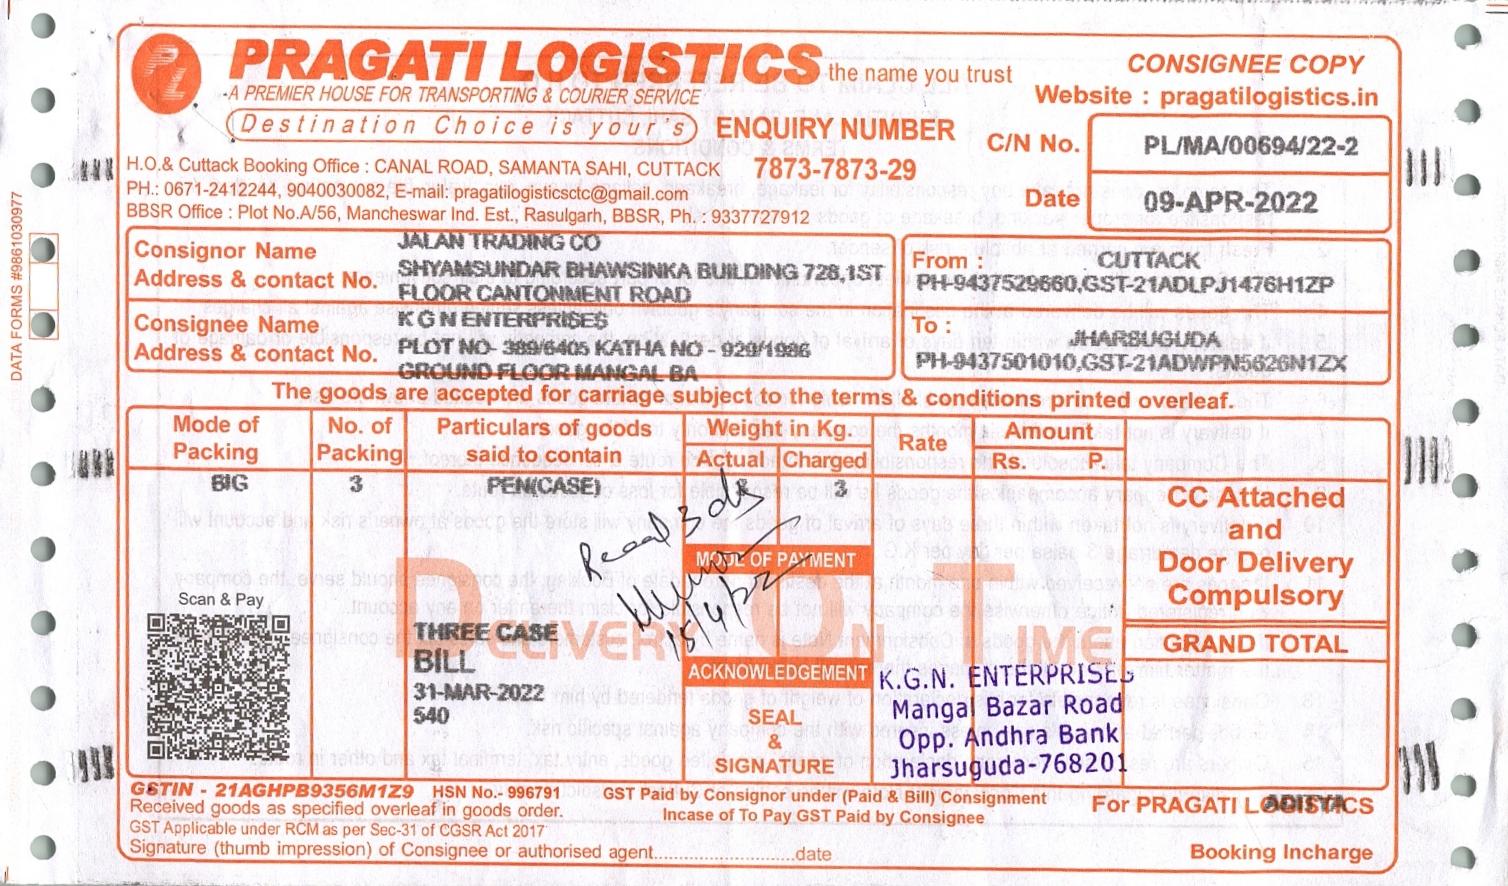 PRAGATI LOGISTICS the name you trust
A PREMIER HOUSE FOR TRANSPORTING & COURIER SERVICE
Destination Choice is your's
ENQUIRY NUMBER
7873-7873-29
CONSIGNEE COPY
Website : pragatilogistics.in
C/N No. PL/MA/00694/22-2
Date 09-APR-2022
H.O.& Cuttack Booking Office : CANAL ROAD, SAMANTA SAHI, CUTTACK
PH.: 0671-2412244, 9040030082, E-mail: pragatilogisticsctc@gmail.com
BBSR Office : Plot No.A/56, Mancheswar Ind. Est., Rasulgarh, BBSR, Ph. : 9337727912
DATA FORMS #9861030977
Consignor Name
Address & contact No.
JALAN TRADING CO
SHYAMSUNDAR BHAWSINKA BUILDING 728,1ST
FLOOR CANTONMENT ROAD
From : CUTTACK
PH-9437529660,GST-21ADLPJ1476H1ZP
Consignee Name
Address & contact No.
K G N ENTERPRISES
PLOT NO- 389/6405 KATHA NO - 929/1986
GROUND FLOOR MANGAL BA
To : JHARSUGUDA
PH-9437501010,GST-21ADWPN5626N1ZX
The goods are accepted for carriage subject to the terms & conditions printed overleaf.
Mode of Packing
No. of Packing
Particulars of goods said to contain
Weight in Kg.
Actual Charged
Rate
Amount
Rs. P.
BIG 3 PEN(CASE) 3 3
CC Attached
and
Door Delivery
Compulsory
GRAND TOTAL
MODE OF PAYMENT
DELIVERY ON TIME
15/4/22
Scan & Pay
THREE CASE
BILL
31-MAR-2022
540
ACKNOWLEDGEMENT
SEAL
&
SIGNATURE
K.G.N. ENTERPRISES
Mangal Bazar Road
Opp. Andhra Bank
Jharsuguda-768201
GSTIN - 21AGHPB9356M1Z9 HSN No.- 996791
Received goods as specified overleaf in goods order.
GST Applicable under RCM as per Sec-31 of CGSR Act 2017
Signature (thumb impression) of Consignee or authorised agent..............................date
GST Paid by Consignor under (Paid & Bill) Consignment
Incase of To Pay GST Paid by Consignee
For PRAGATI LOGISTICS
ADITYA
Booking Incharge